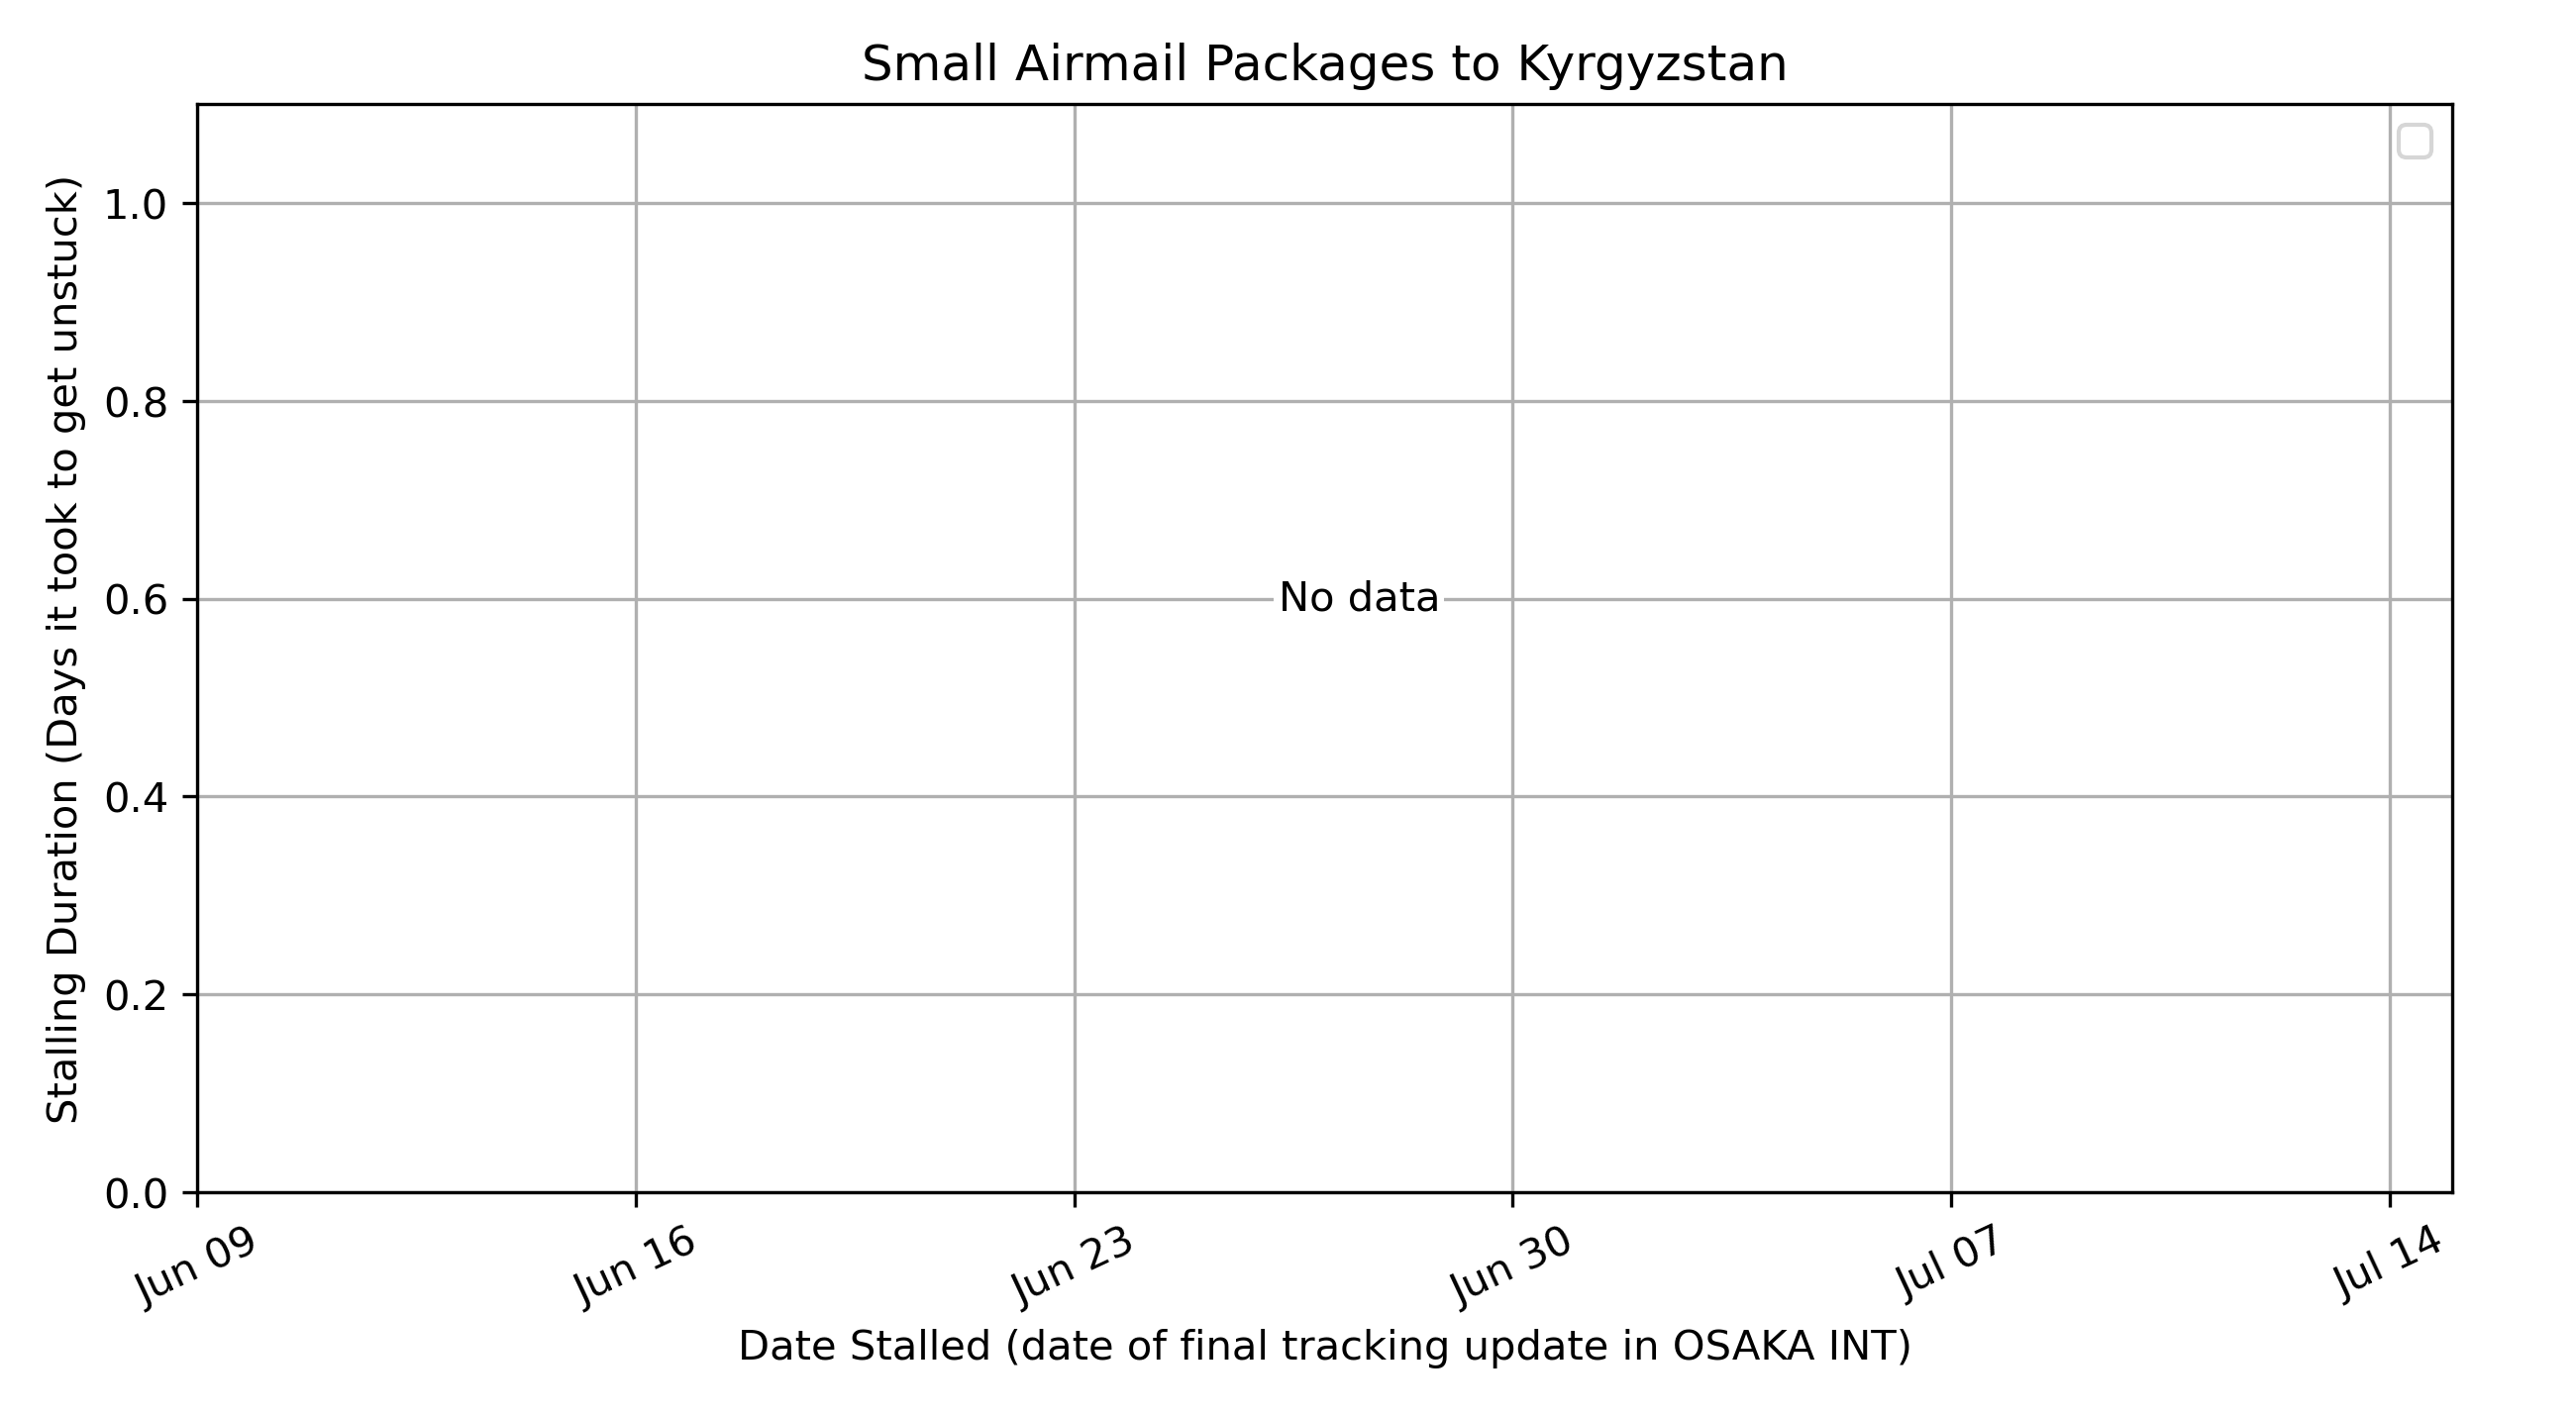 Small Airmail Packages to Kyrgyzstan
Stalling Duration (Days it took to get unstuck)
1.0
0.8
0.6
0.4
0.2
0.0
No data
Jun 09
Jun 16
Jun 23
Jun 30
Jul 07
Jul 14
Date Stalled (date of final tracking update in OSAKA INT)